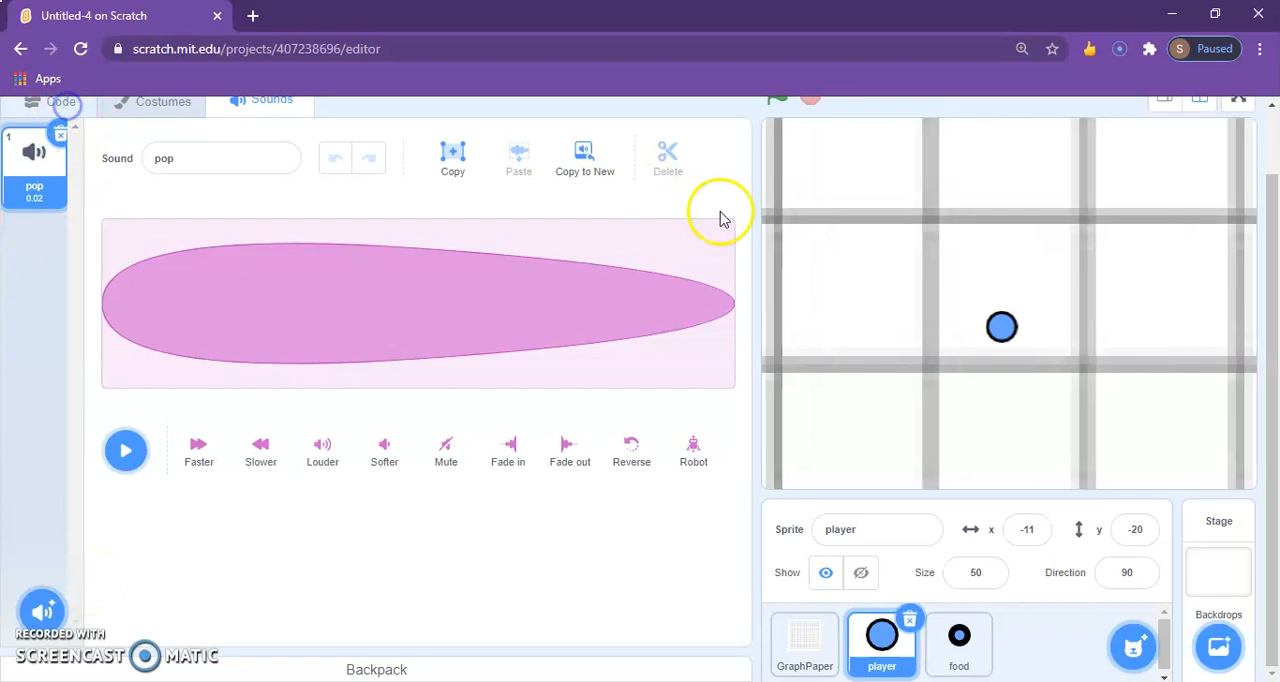 Untitled-4 on Scratch
scratch.mit.edu/projects/407238696/editor
S Paused
Apps
Code Costumes Sounds
1
pop
0.02
Sound pop
Copy Paste Copy to New Delete
Faster Slower Louder Softer Mute Fade in Fade out Reverse Robot
Sprite player x -11 y -20
Show Size 50 Direction 90
GraphPaper player food
Stage
Backdrops
Backpack
RECORDED WITH
SCREENCAST MATIC